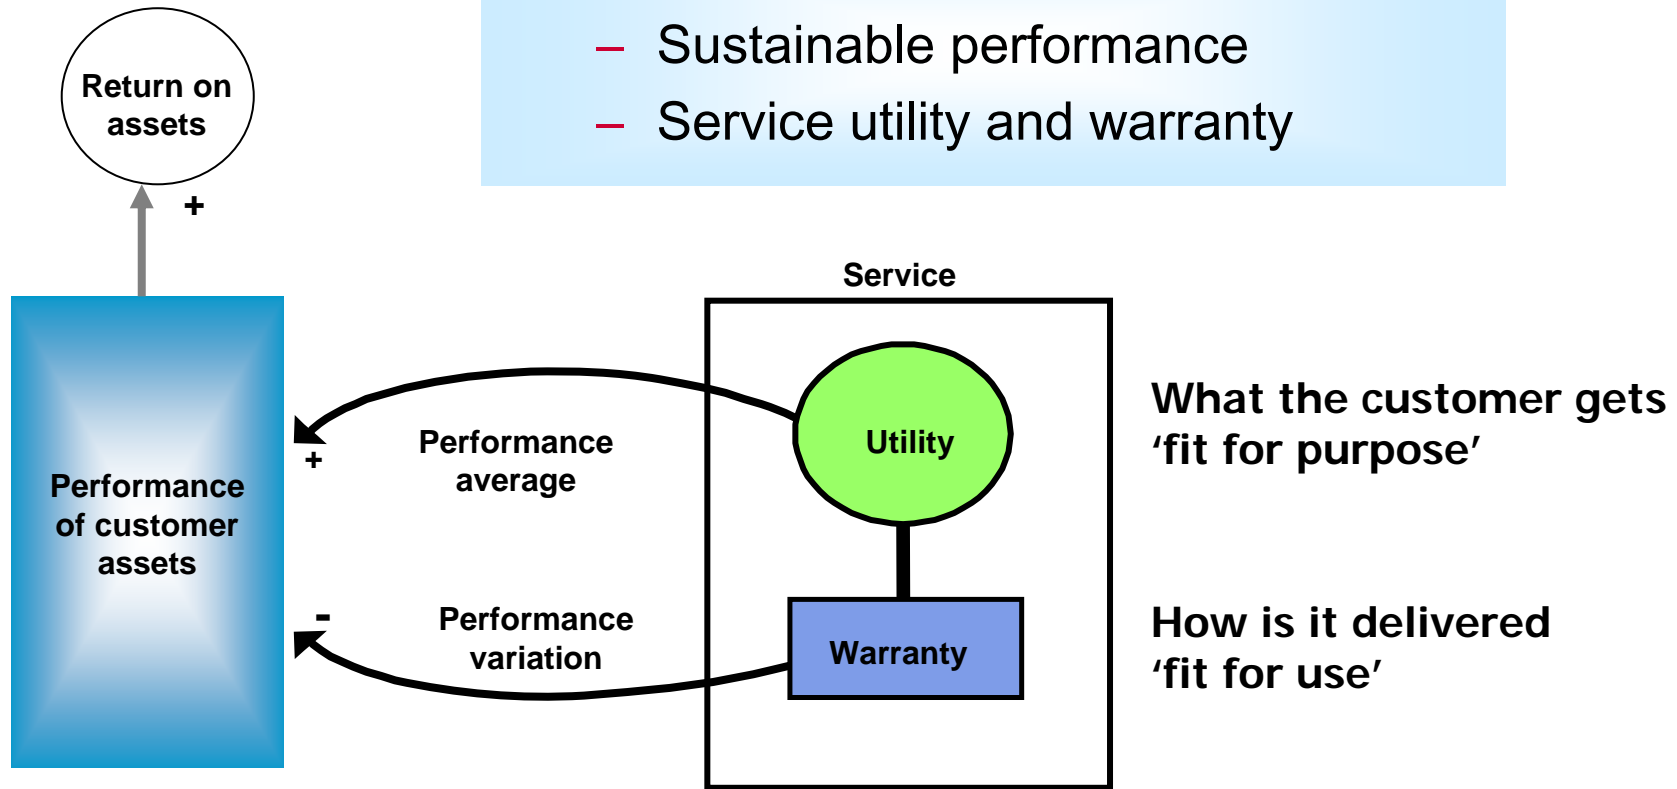 – Sustainable performance
– Service utility and warranty
Return on
assets
+
Service
What the customer gets
‘fit for purpose’
Utility
Performance
average
+
Performance
of customer
assets
-
Performance
variation
Warranty
How is it delivered
‘fit for use’